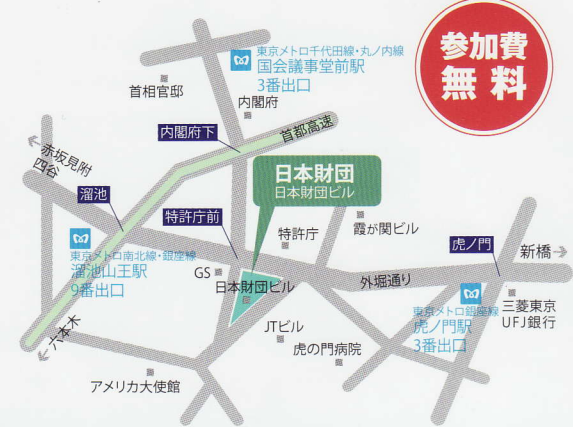 参加費
無料
東京メトロ千代田線・丸ノ内線
国会議事堂前駅
3番出口
首相官邸
内閣府
内閣府下
首都高速
赤坂見附
四谷
日本財団
日本財団ビル
溜池
特許庁前
特許庁
霞が関ビル
虎ノ門
新橋
東京メトロ南北線・銀座線
溜池山王駅
9番出口
GS
日本財団ビル
外堀通り
東京メトロ銀座線
虎ノ門駅
3番出口
三菱東京
UFJ銀行
JTビル
虎の門病院
六本木
アメリカ大使館